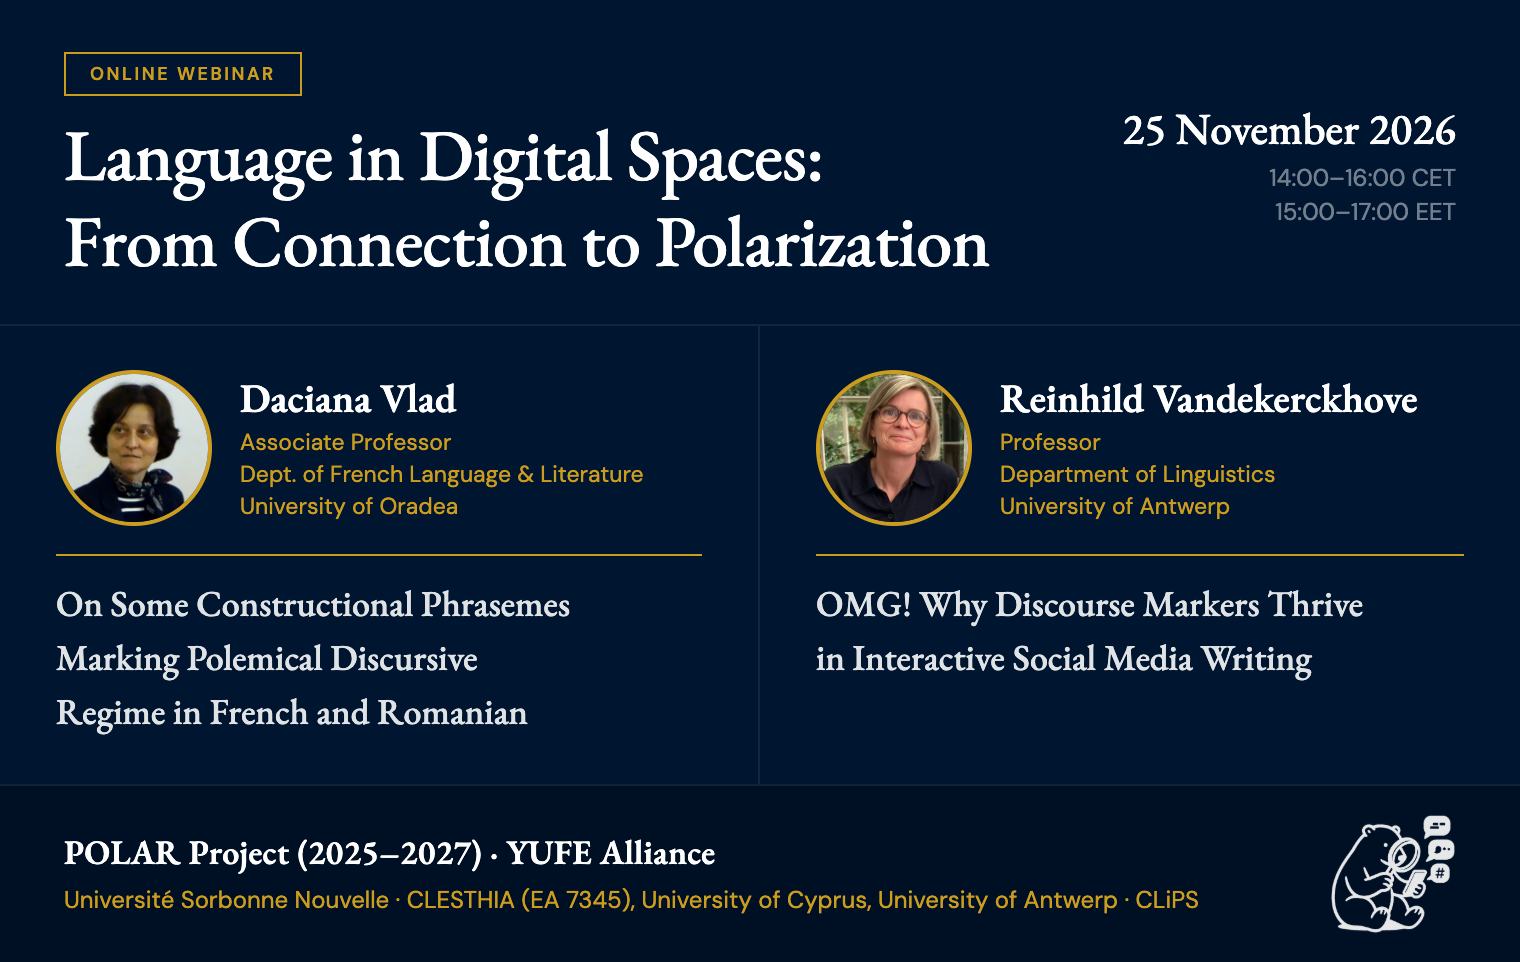 ONLINE WEBINAR
Language in Digital Spaces:
From Connection to Polarization
25 November 2026
14:00–16:00 CET
15:00–17:00 EET
Daciana Vlad
Associate Professor
Dept. of French Language & Literature
University of Oradea
On Some Constructional Phrasemes
Marking Polemical Discursive
Regime in French and Romanian
Reinhild Vandekerckhove
Professor
Department of Linguistics
University of Antwerp
OMG! Why Discourse Markers Thrive
in Interactive Social Media Writing
POLAR Project (2025–2027) · YUFE Alliance
Université Sorbonne Nouvelle · CLESTHIA (EA 7345), University of Cyprus, University of Antwerp · CLiPS
#